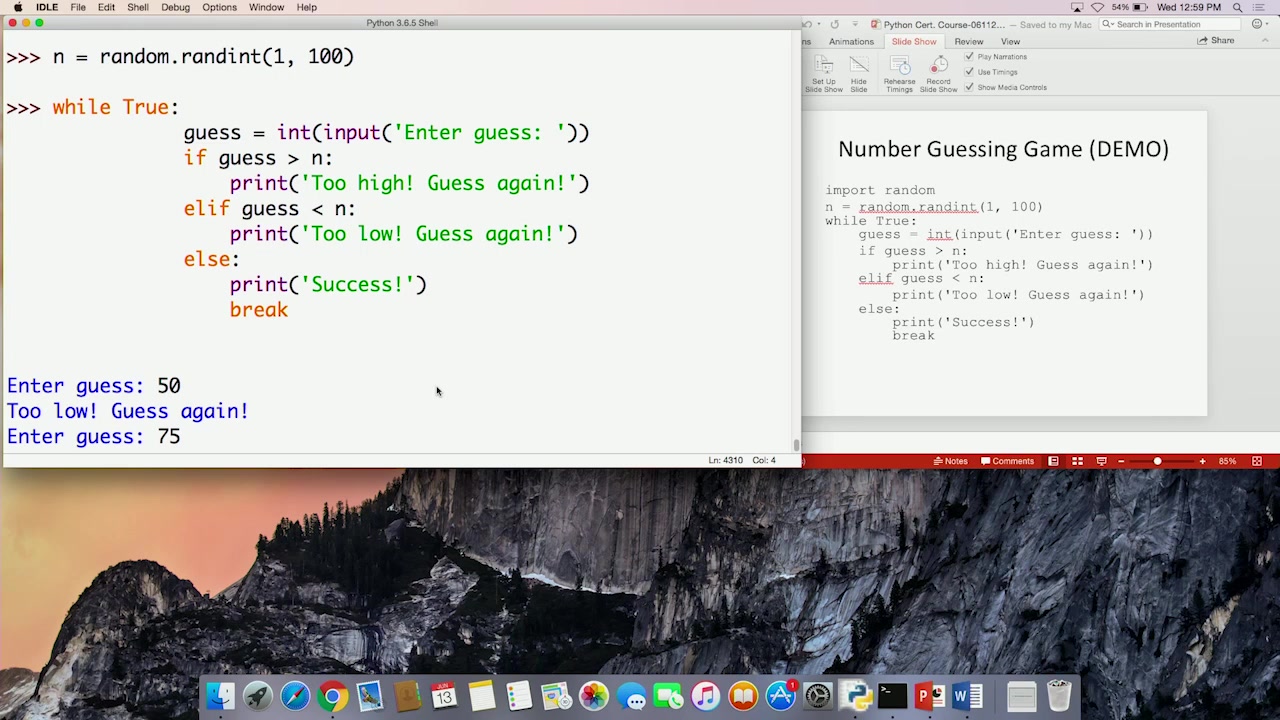 IDLE File Edit Shell Debug Options Window Help
54% Wed 12:59 PM
Python 3.6.5 Shell
>>> n = random.randint(1, 100)
>>> while True:
guess = int(input('Enter guess: '))
if guess > n:
print('Too high! Guess again!')
elif guess < n:
print('Too low! Guess again!')
else:
print('Success!')
break
Enter guess: 50
Too low! Guess again!
Enter guess: 75
Ln: 4310 Col: 4
Python Cert. Course-06112... — Saved to my Mac
Search in Presentation
ns Animations Slide Show Review View
Share
Set Up
Slide Show
Hide
Slide
Rehearse
Timings
Record
Slide Show
Play Narrations
Use Timings
Show Media Controls
Number Guessing Game (DEMO)
import random
n = random.randint(1, 100)
while True:
guess = int(input('Enter guess: '))
if guess > n:
print('Too high! Guess again!')
elif guess < n:
print('Too low! Guess again!')
else:
print('Success!')
break
Notes Comments 85%
JUN
13
1